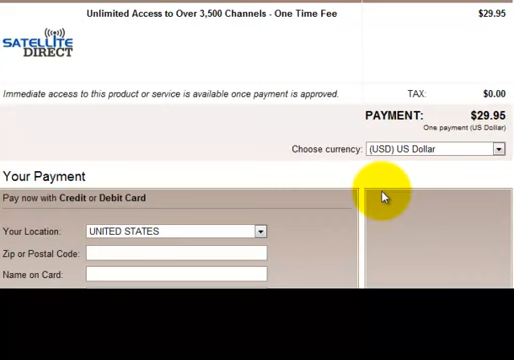 Unlimited Access to Over 3,500 Channels - One Time Fee $29.95
SATELLITE
DIRECT
Immediate access to this product or service is available once payment is approved. TAX: $0.00
PAYMENT: $29.95
One payment (US Dollar)
Choose currency: (USD) US Dollar
Your Payment
Pay now with Credit or Debit Card
Your Location: UNITED STATES
Zip or Postal Code:
Name on Card: